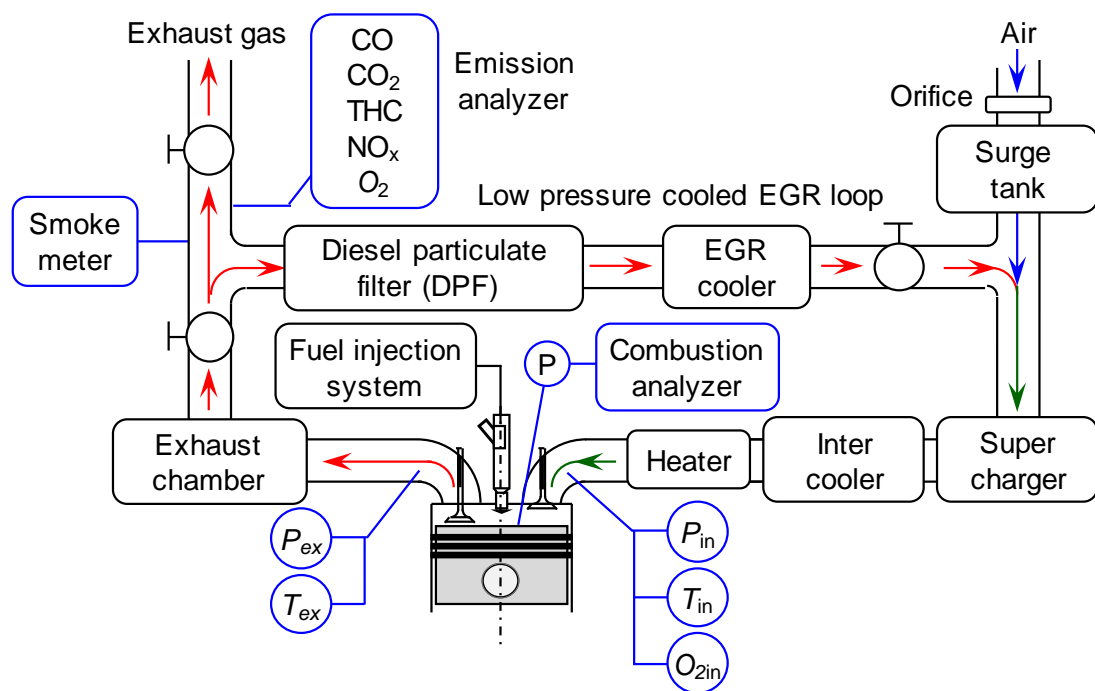 Exhaust gas
CO
CO₂
THC
NOₓ
O₂
Emission
analyzer
Air
Orifice
Surge
tank
Smoke
meter
Low pressure cooled EGR loop
Diesel particulate
filter (DPF)
EGR
cooler
Fuel injection
system
P
Combustion
analyzer
Exhaust
chamber
Heater
Inter
cooler
Super
charger
Pₑₓ
Tₑₓ
Pᵢₙ
Tᵢₙ
O₂ᵢₙ